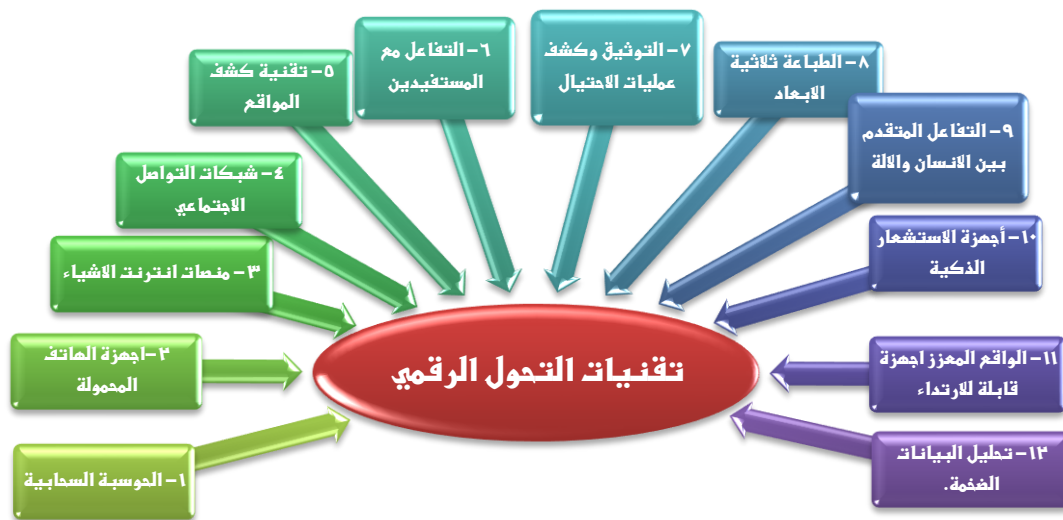 تقنيات التحول الرقمي
١- الحوسبة السحابية
٢- اجهزة الهاتف
المحمولة
٣- منصات انترنت الاشياء
٤- شبكات التواصل
الاجتماعي
٥- تقنية كشف
المواقع
٦- التفاعل مع
المستفيدين
٧- التوثيق وكشف
عمليات الاحتيال
٨- الطباعة ثلاثية
الابعاد
٩- التفاعل المتقدم
بين الانسان والالة
١٠- أجهزة الاستشعار
الذكية
١١- الواقع المعزز اجهزة
قابلة للارتداء
١٢- تحليل البيانات
الضخمة.